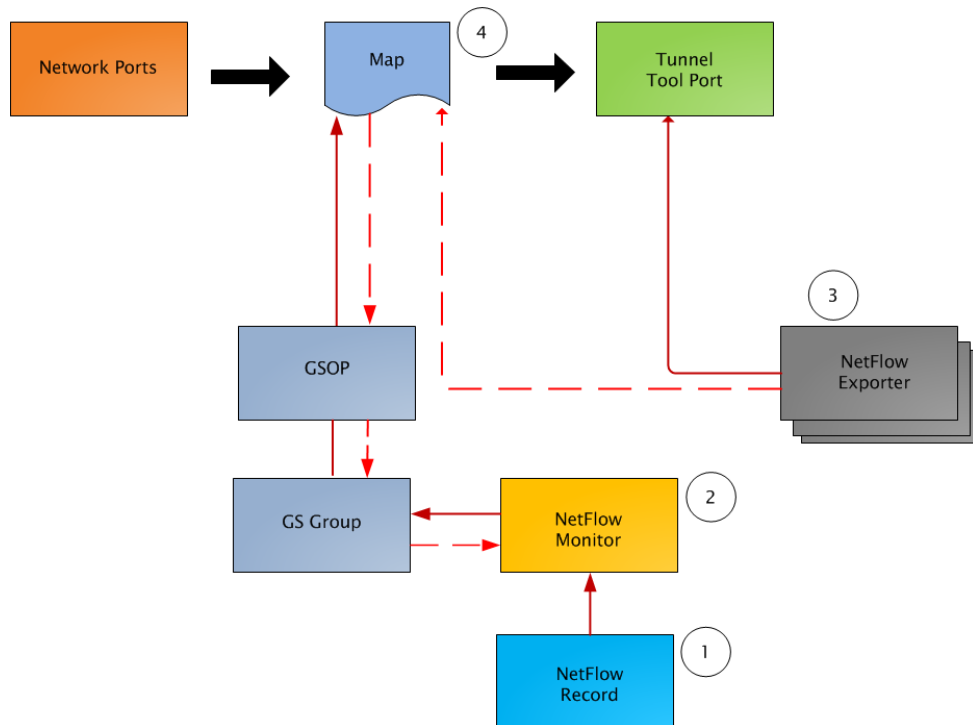 Network Ports
Map
4
Tunnel
Tool Port
3
GSOP
NetFlow
Exporter
GS Group
NetFlow
Monitor
2
NetFlow
Record
1